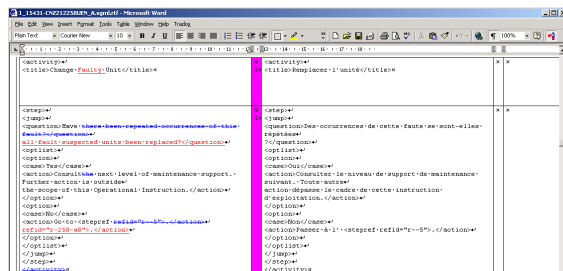 1_15431-CNZ212258UEN_A.sgml.rtf - Microsoft Word
File Edit View Insert Format Tools Table Window Help Trados
Plain Text Courier New 10 B I U 100%
<activity>
<title>Change Faulty Unit</title>
<step>
<jump>
<question>Have there been repeated occurrences of this
fault?</question>
all fault suspected units been replaced?</question>
<optlist>
<option>
<case>Yes</case>
<action>Consult the next level of maintenance support.
Further action is outside
the scope of this Operational Instruction.</action>
</option>
<option>
<case>No</case>
<action>Go to <stepref refid="r--5">.</action>
refid="r-258-a8">.</action>
</option>
</optlist>
</jump>
</step>
</activity>
<activity>
<title>Remplacer l'unité</title>
<step>
<jump>
<question>Des occurrences de cette faute se sont-elles
répétées
?</question>
<optlist>
<option>
<case>Oui</case>
<action>Consulter le niveau de support de maintenance
suivant. Toute autre
action dépasse le cadre de cette instruction
d'exploitation.</action>
</option>
<option>
<case>Non</case>
<action>Passer à l' <stepref refid="r--5">.</action>
</option>
</optlist>
</jump>
</step>
</activity>